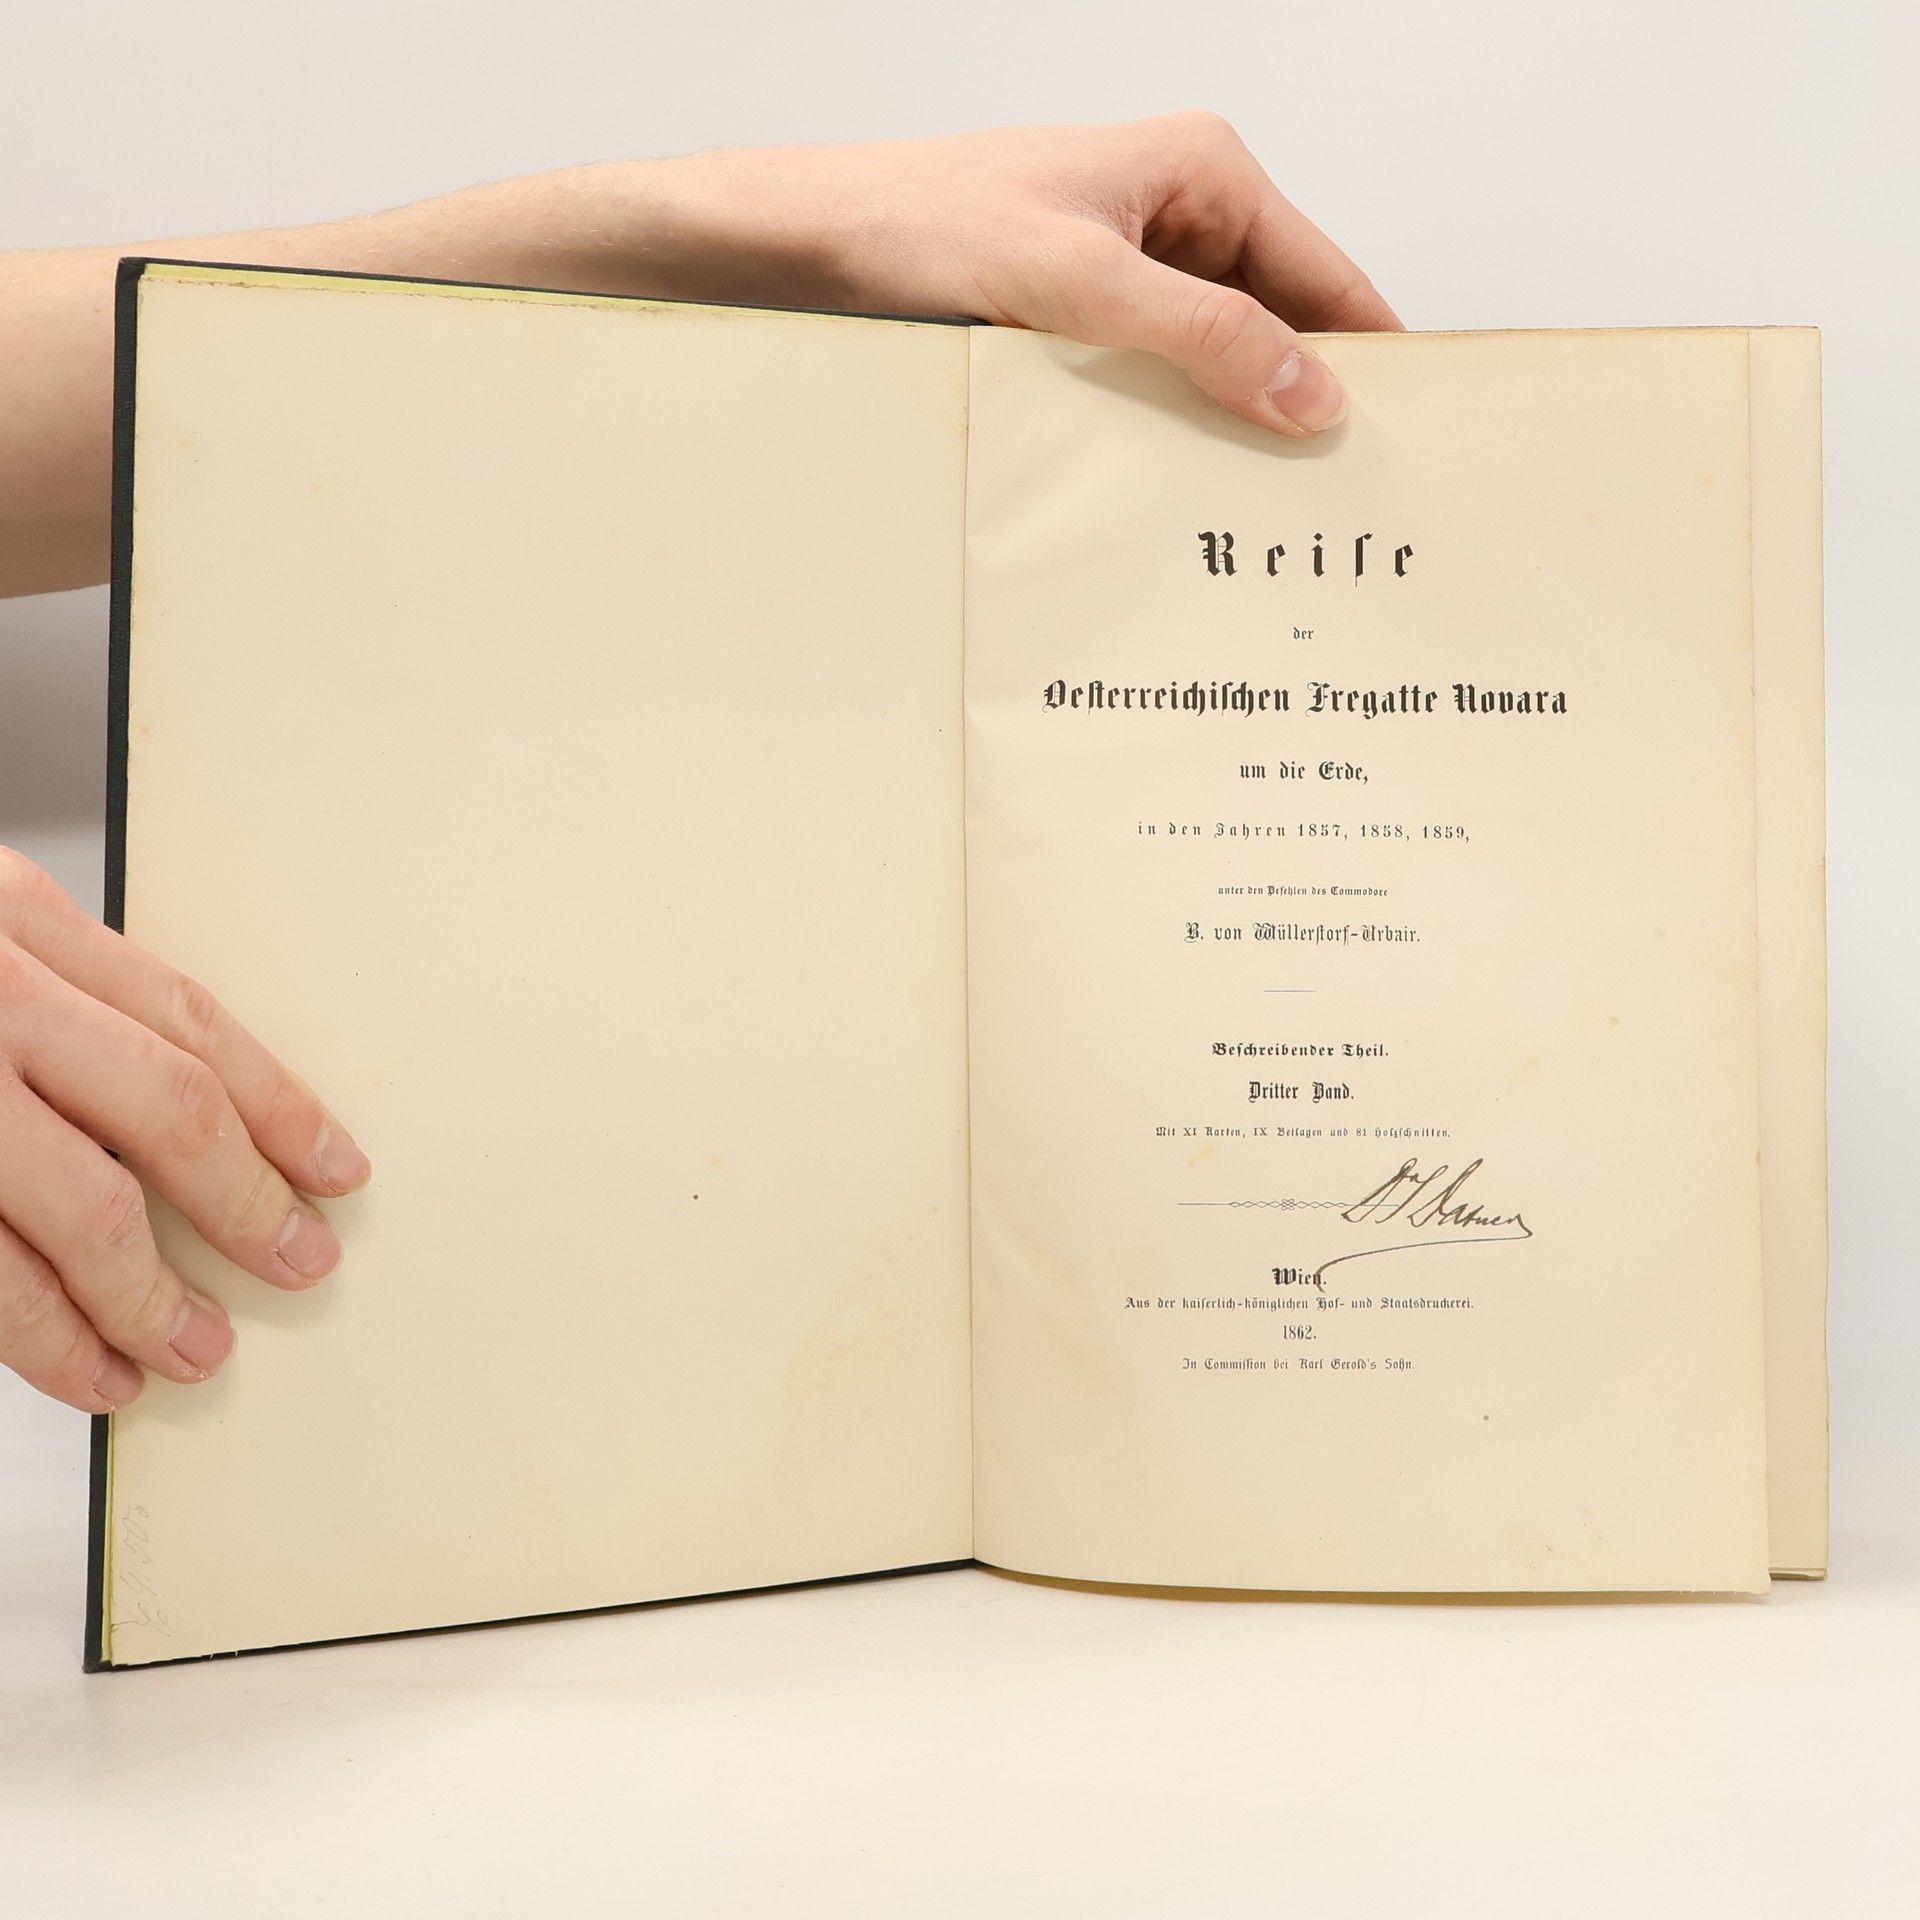 Reiſe
der
Oeſterreichiſchen Fregatte Novara
um die Erde,
in den Jahren 1857, 1858, 1859,
unter den Befehlen des Commodore
B. von Wüllerſtorf-Urbair.
Beſchreibender Theil.
Dritter Band.
Mit XI Karten, IX Beilagen und 81 Holzſchnitten.
Wien.
Aus der kaiſerlich-königlichen Hof- und Staatsdruckerei.
1862.
In Commiſſion bei Karl Gerold's Sohn.